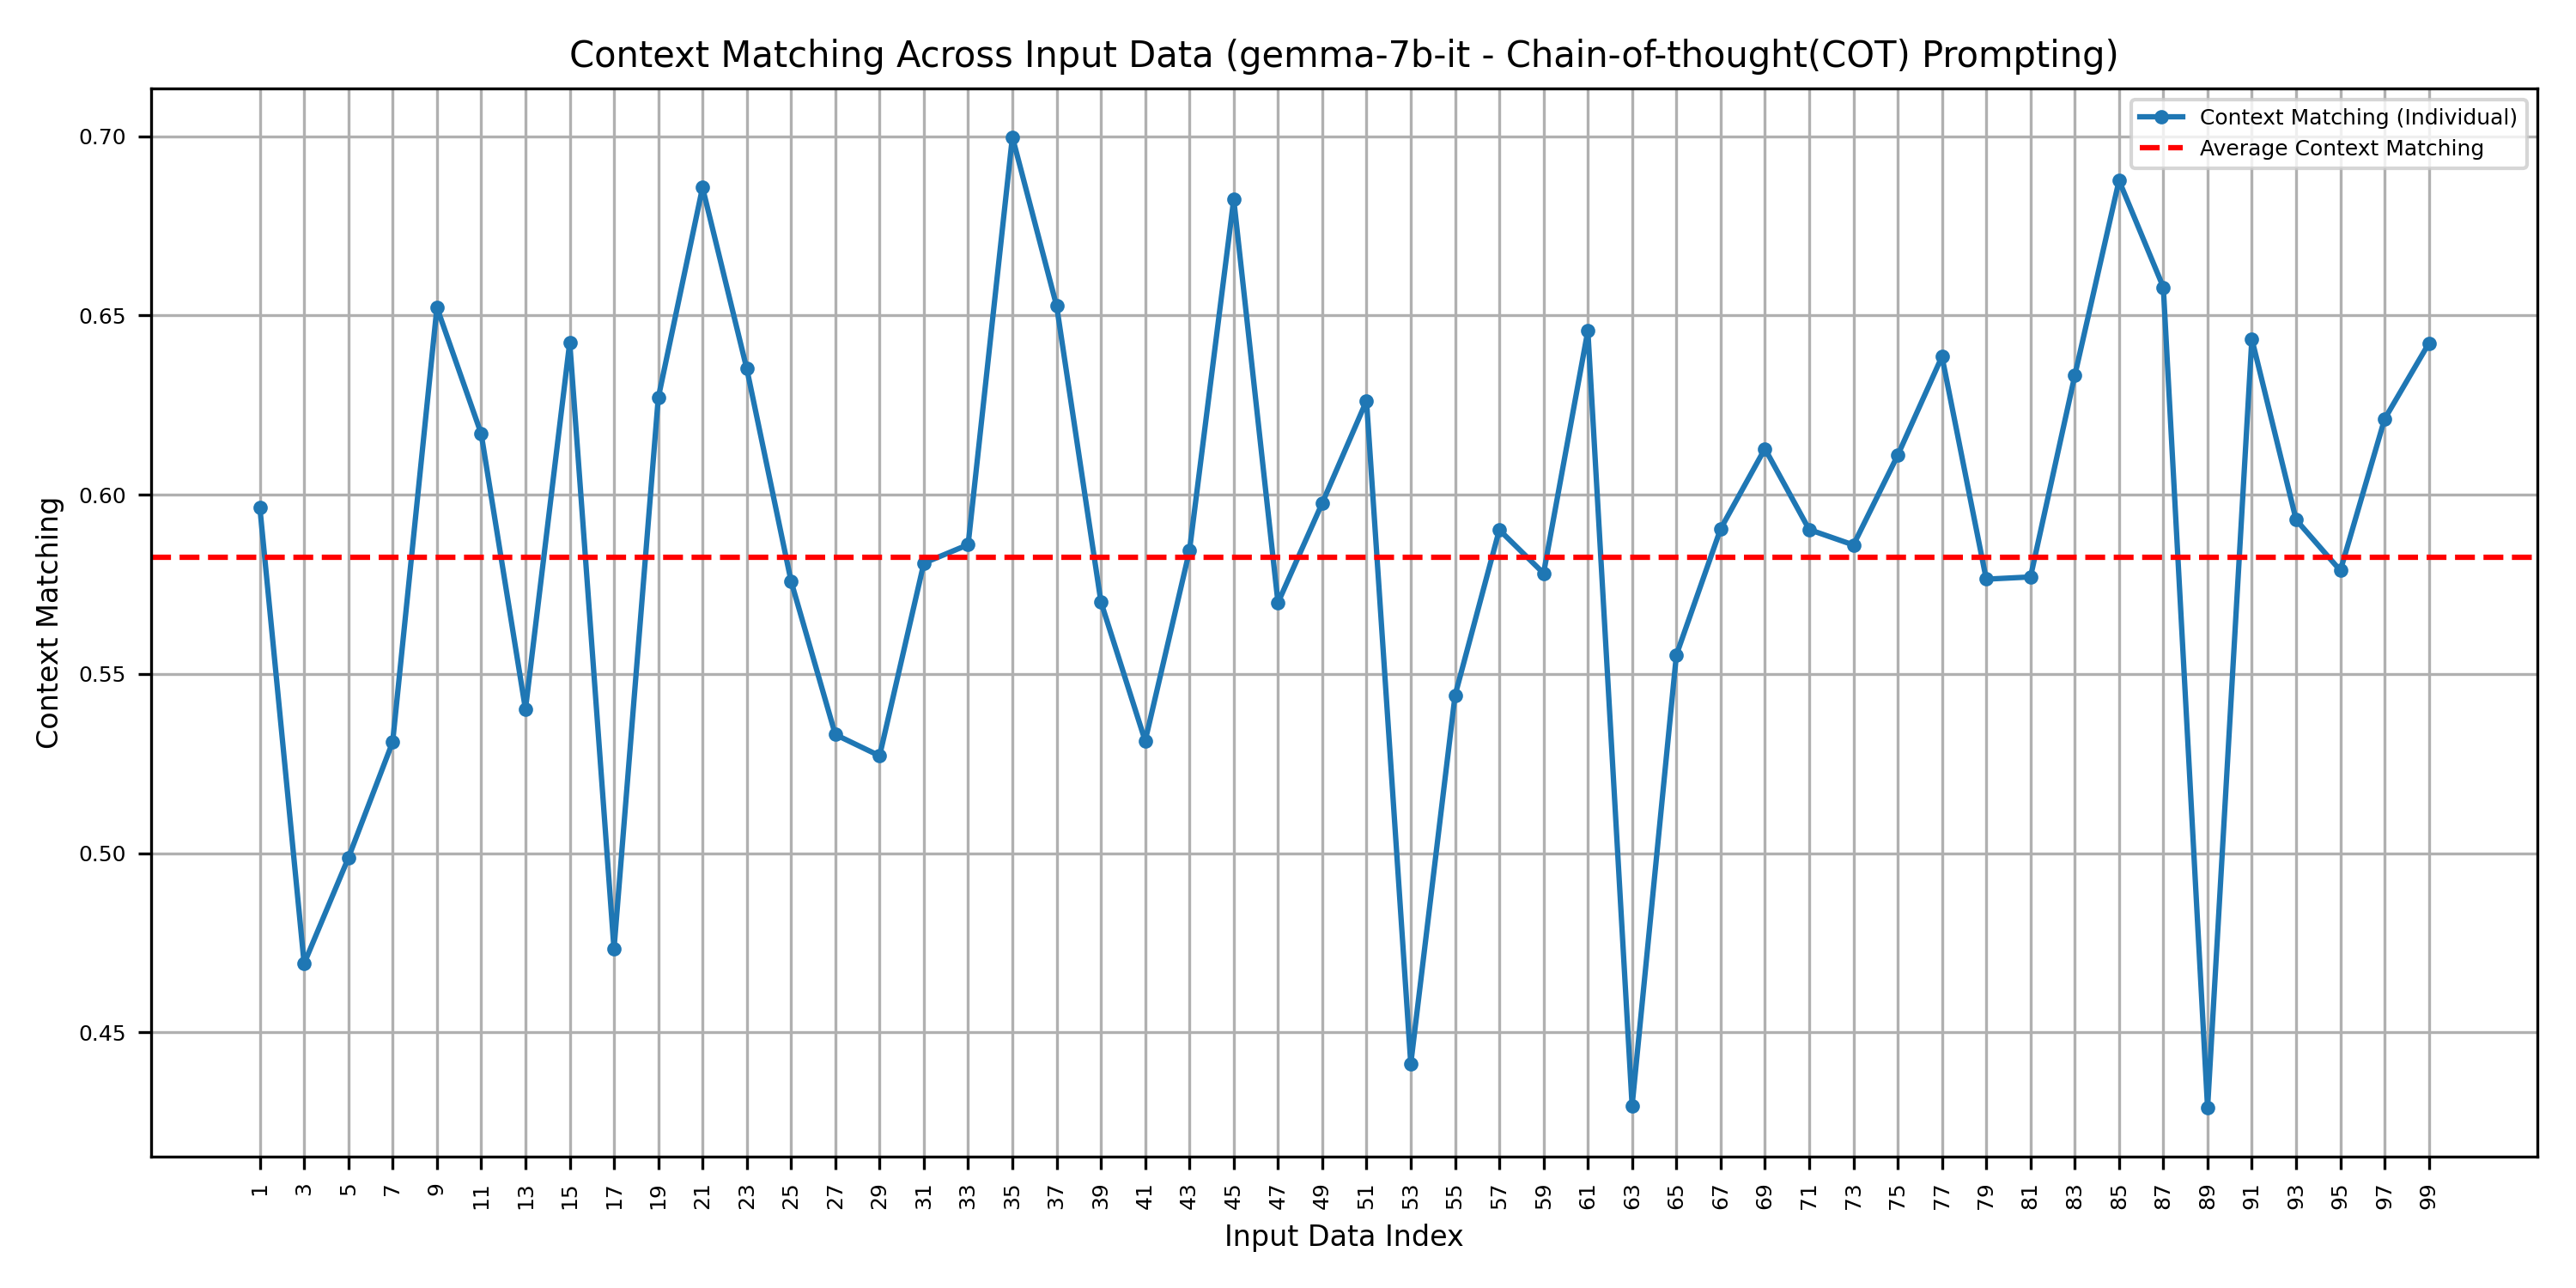 Context Matching Across Input Data (gemma-7b-it - Chain-of-thought(COT) Prompting)
Context Matching (Individual)
Average Context Matching
Context Matching
0.70
0.65
0.60
0.55
0.50
0.45
1 3 5 7 9 11 13 15 17 19 21 23 25 27 29 31 33 35 37 39 41 43 45 47 49 51 53 55 57 59 61 63 65 67 69 71 73 75 77 79 81 83 85 87 89 91 93 95 97 99
Input Data Index